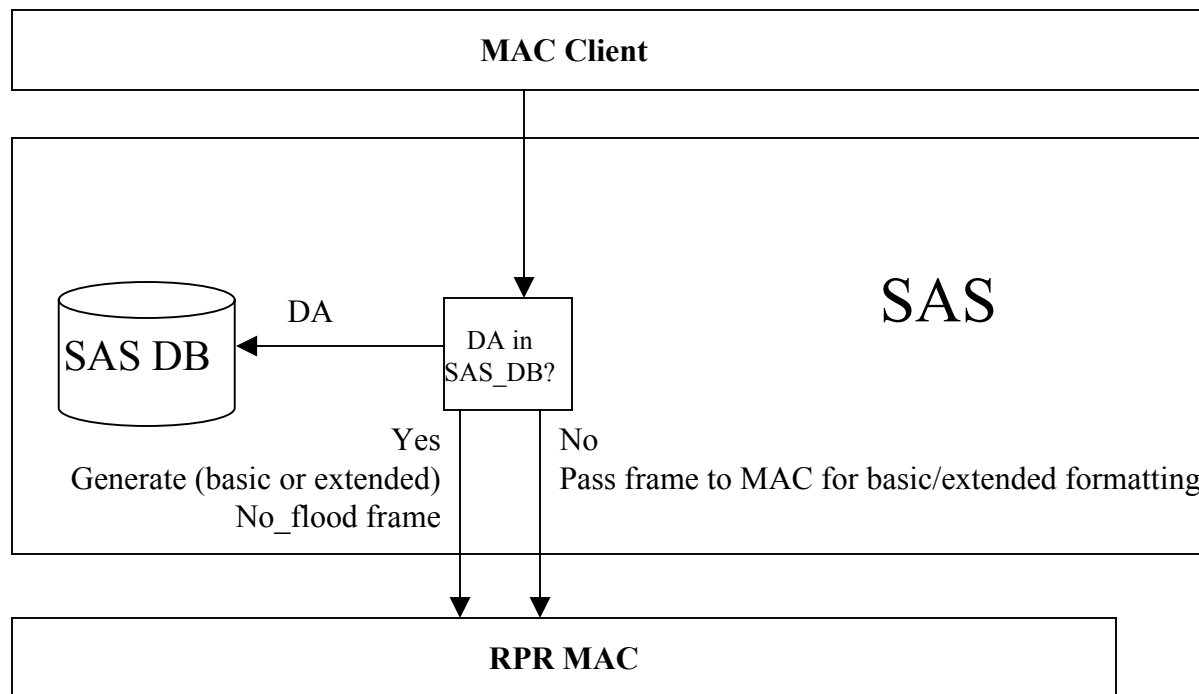 MAC Client
SAS
DA
SAS DB
DA in
SAS_DB?
Yes
Generate (basic or extended)
No_flood frame
No
Pass frame to MAC for basic/extended formatting
RPR MAC